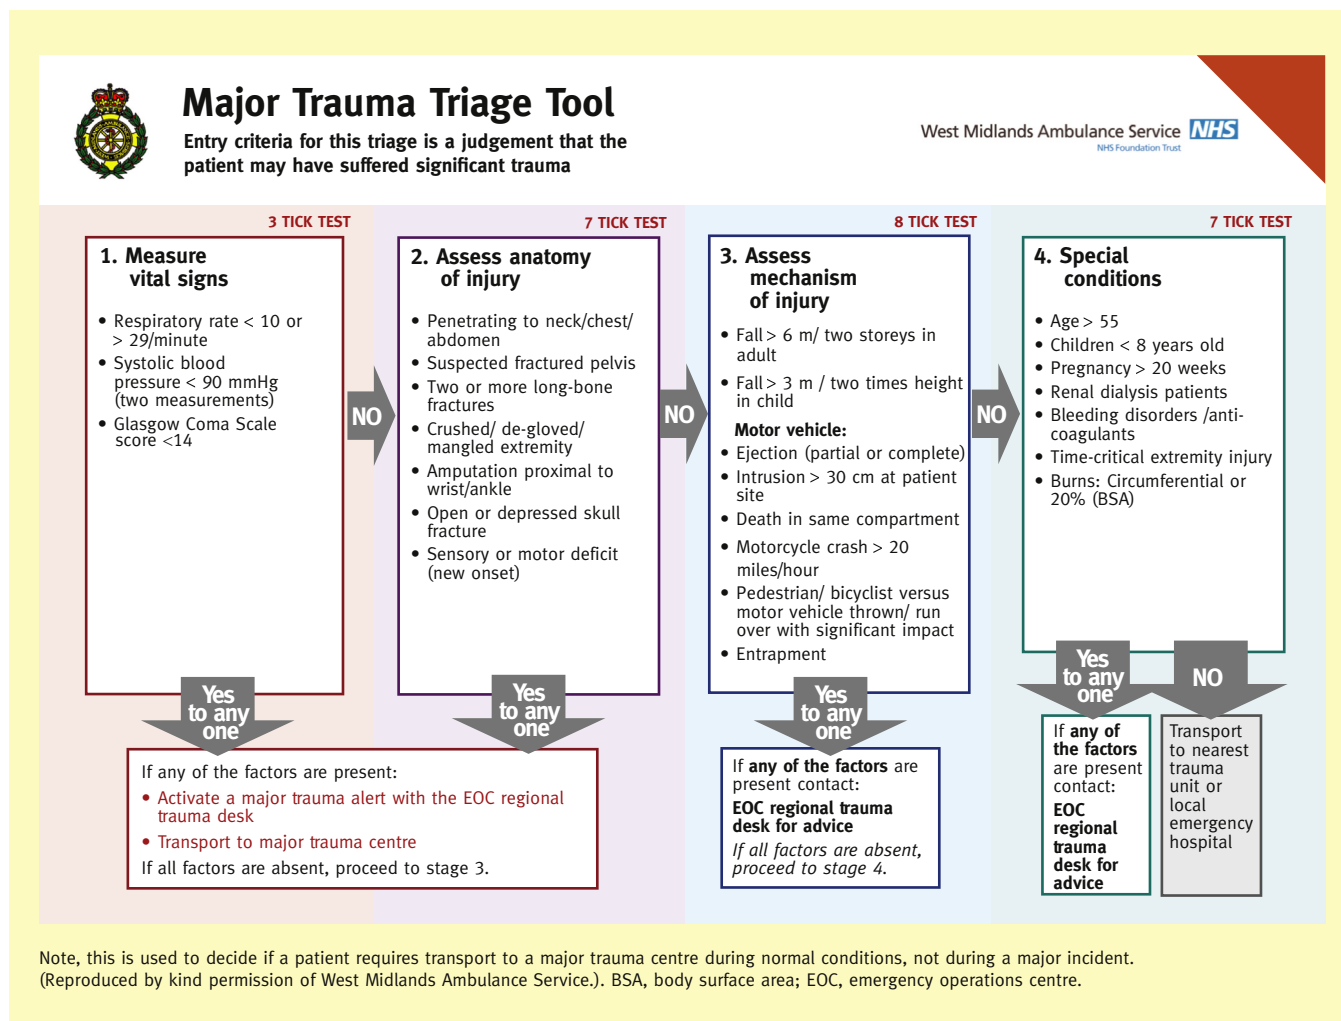 Major Trauma Triage Tool
Entry criteria for this triage is a judgement that the
patient may have suffered significant trauma
West Midlands Ambulance Service NHS
NHS Foundation Trust
3 TICK TEST
1. Measure
vital signs
• Respiratory rate < 10 or
> 29/minute
• Systolic blood
pressure < 90 mmHg
(two measurements)
• Glasgow Coma Scale
score <14
NO
Yes
to any
one
7 TICK TEST
2. Assess anatomy
of injury
• Penetrating to neck/chest/
abdomen
• Suspected fractured pelvis
• Two or more long-bone
fractures
• Crushed/ de-gloved/
mangled extremity
• Amputation proximal to
wrist/ankle
• Open or depressed skull
fracture
• Sensory or motor deficit
(new onset)
NO
Yes
to any
one
If any of the factors are present:
• Activate a major trauma alert with the EOC regional
trauma desk
• Transport to major trauma centre
If all factors are absent, proceed to stage 3.
8 TICK TEST
3. Assess
mechanism
of injury
• Fall > 6 m/ two storeys in
adult
• Fall > 3 m / two times height
in child
Motor vehicle:
• Ejection (partial or complete)
• Intrusion > 30 cm at patient
site
• Death in same compartment
• Motorcycle crash > 20
miles/hour
• Pedestrian/ bicyclist versus
motor vehicle thrown/ run
over with significant impact
• Entrapment
NO
Yes
to any
one
If any of the factors are
present contact:
EOC regional trauma
desk for advice
If all factors are absent,
proceed to stage 4.
7 TICK TEST
4. Special
conditions
• Age > 55
• Children < 8 years old
• Pregnancy > 20 weeks
• Renal dialysis patients
• Bleeding disorders /anti-
coagulants
• Time-critical extremity injury
• Burns: Circumferential or
20% (BSA)
Yes
to any
one
NO
If any of
the factors
are present
contact:
EOC
regional
trauma
desk for
advice
Transport
to nearest
trauma
unit or
local
emergency
hospital
Note, this is used to decide if a patient requires transport to a major trauma centre during normal conditions, not during a major incident.
(Reproduced by kind permission of West Midlands Ambulance Service.). BSA, body surface area; EOC, emergency operations centre.